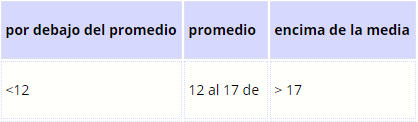 por debajo del promedio promedio encima de la media
<12 12 al 17 de > 17